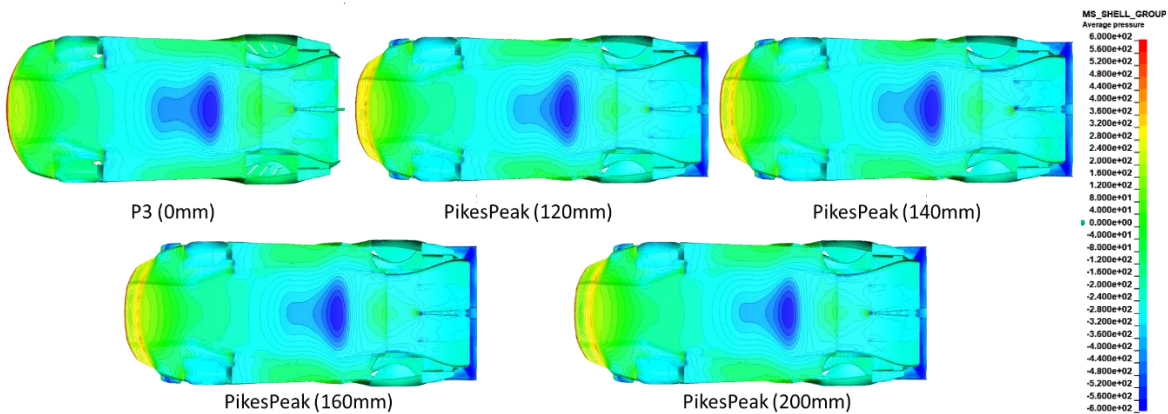 MS_SHELL_GROUP
Average pressure
6.000e+02
5.600e+02
5.200e+02
4.800e+02
4.400e+02
4.000e+02
3.600e+02
3.200e+02
2.800e+02
2.400e+02
2.000e+02
1.600e+02
1.200e+02
8.000e+01
4.000e+01
0.000e+00
-4.000e+01
-8.000e+01
-1.200e+02
-1.600e+02
-2.000e+02
-2.400e+02
-2.800e+02
-3.200e+02
-3.600e+02
-4.000e+02
-4.400e+02
-4.800e+02
-5.200e+02
-5.600e+02
-6.000e+02
P3 (0mm)
PikesPeak (120mm)
PikesPeak (140mm)
PikesPeak (160mm)
PikesPeak (200mm)